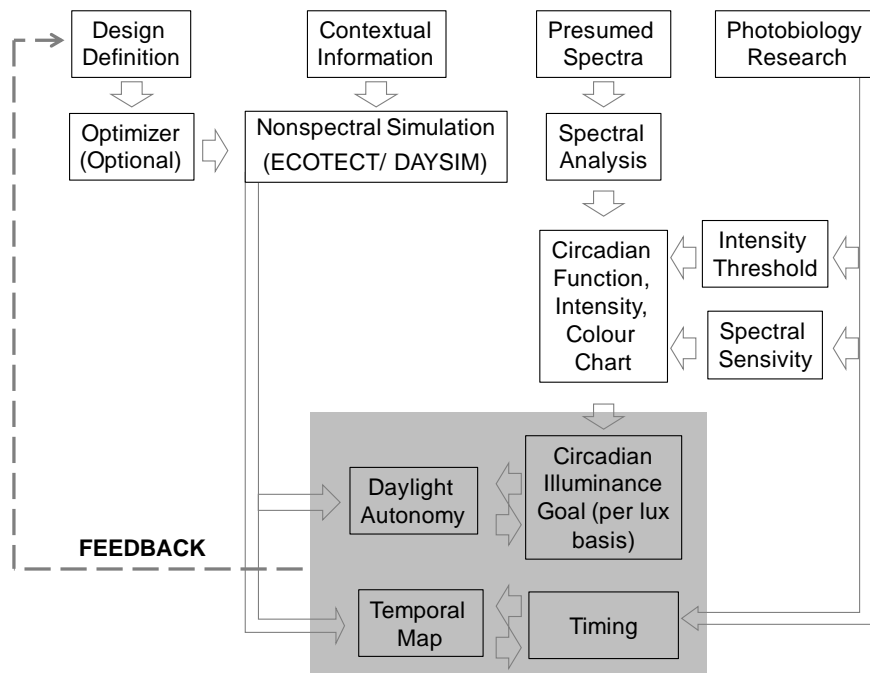 Design
Definition
Contextual
Information
Presumed
Spectra
Photobiology
Research
Optimizer
(Optional)
Nonspectral Simulation
(ECOTECT/ DAYSIM)
Spectral
Analysis
Circadian
Function,
Intensity,
Colour
Chart
Intensity
Threshold
Spectral
Sensivity
Daylight
Autonomy
Circadian
Illuminance
Goal (per lux
basis)
FEEDBACK
Temporal
Map
Timing